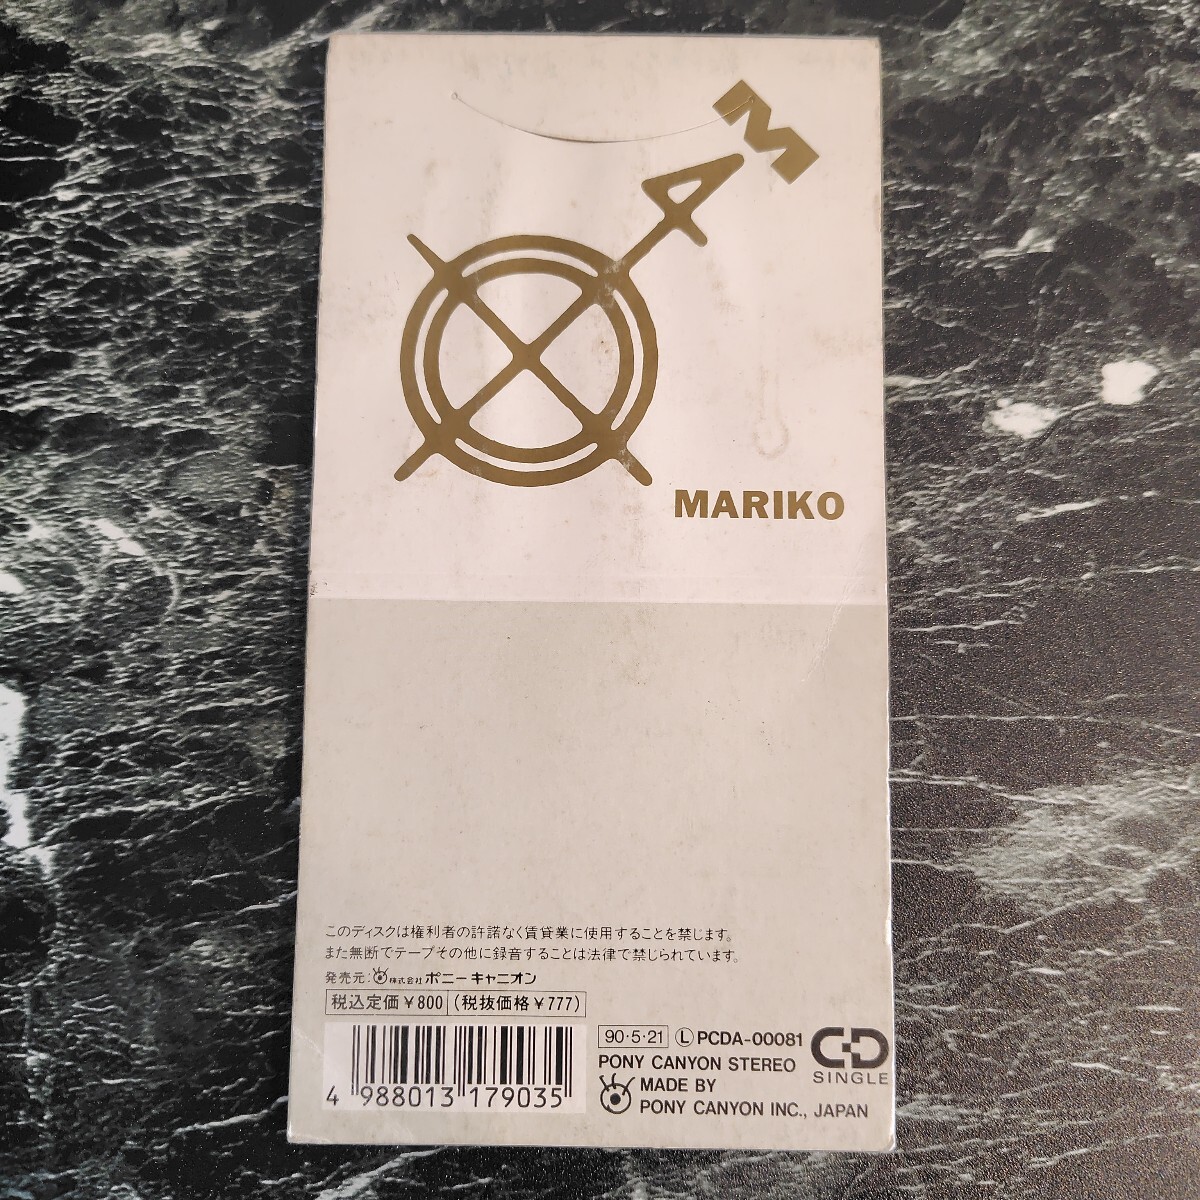 MAM
MARIKO
このディスクは権利者の許諾なく賃貸業に使用することを禁じます。
また無断でテープその他に録音することは法律で禁じられています。
発売元:株式会社ポニーキャニオン
税込定価¥800 (税抜価格¥777)
90・5・21 Ⓛ PCDA-00081
PONY CANYON STEREO
MADE BY
PONY CANYON INC., JAPAN
CD
SINGLE
4 988013 179035